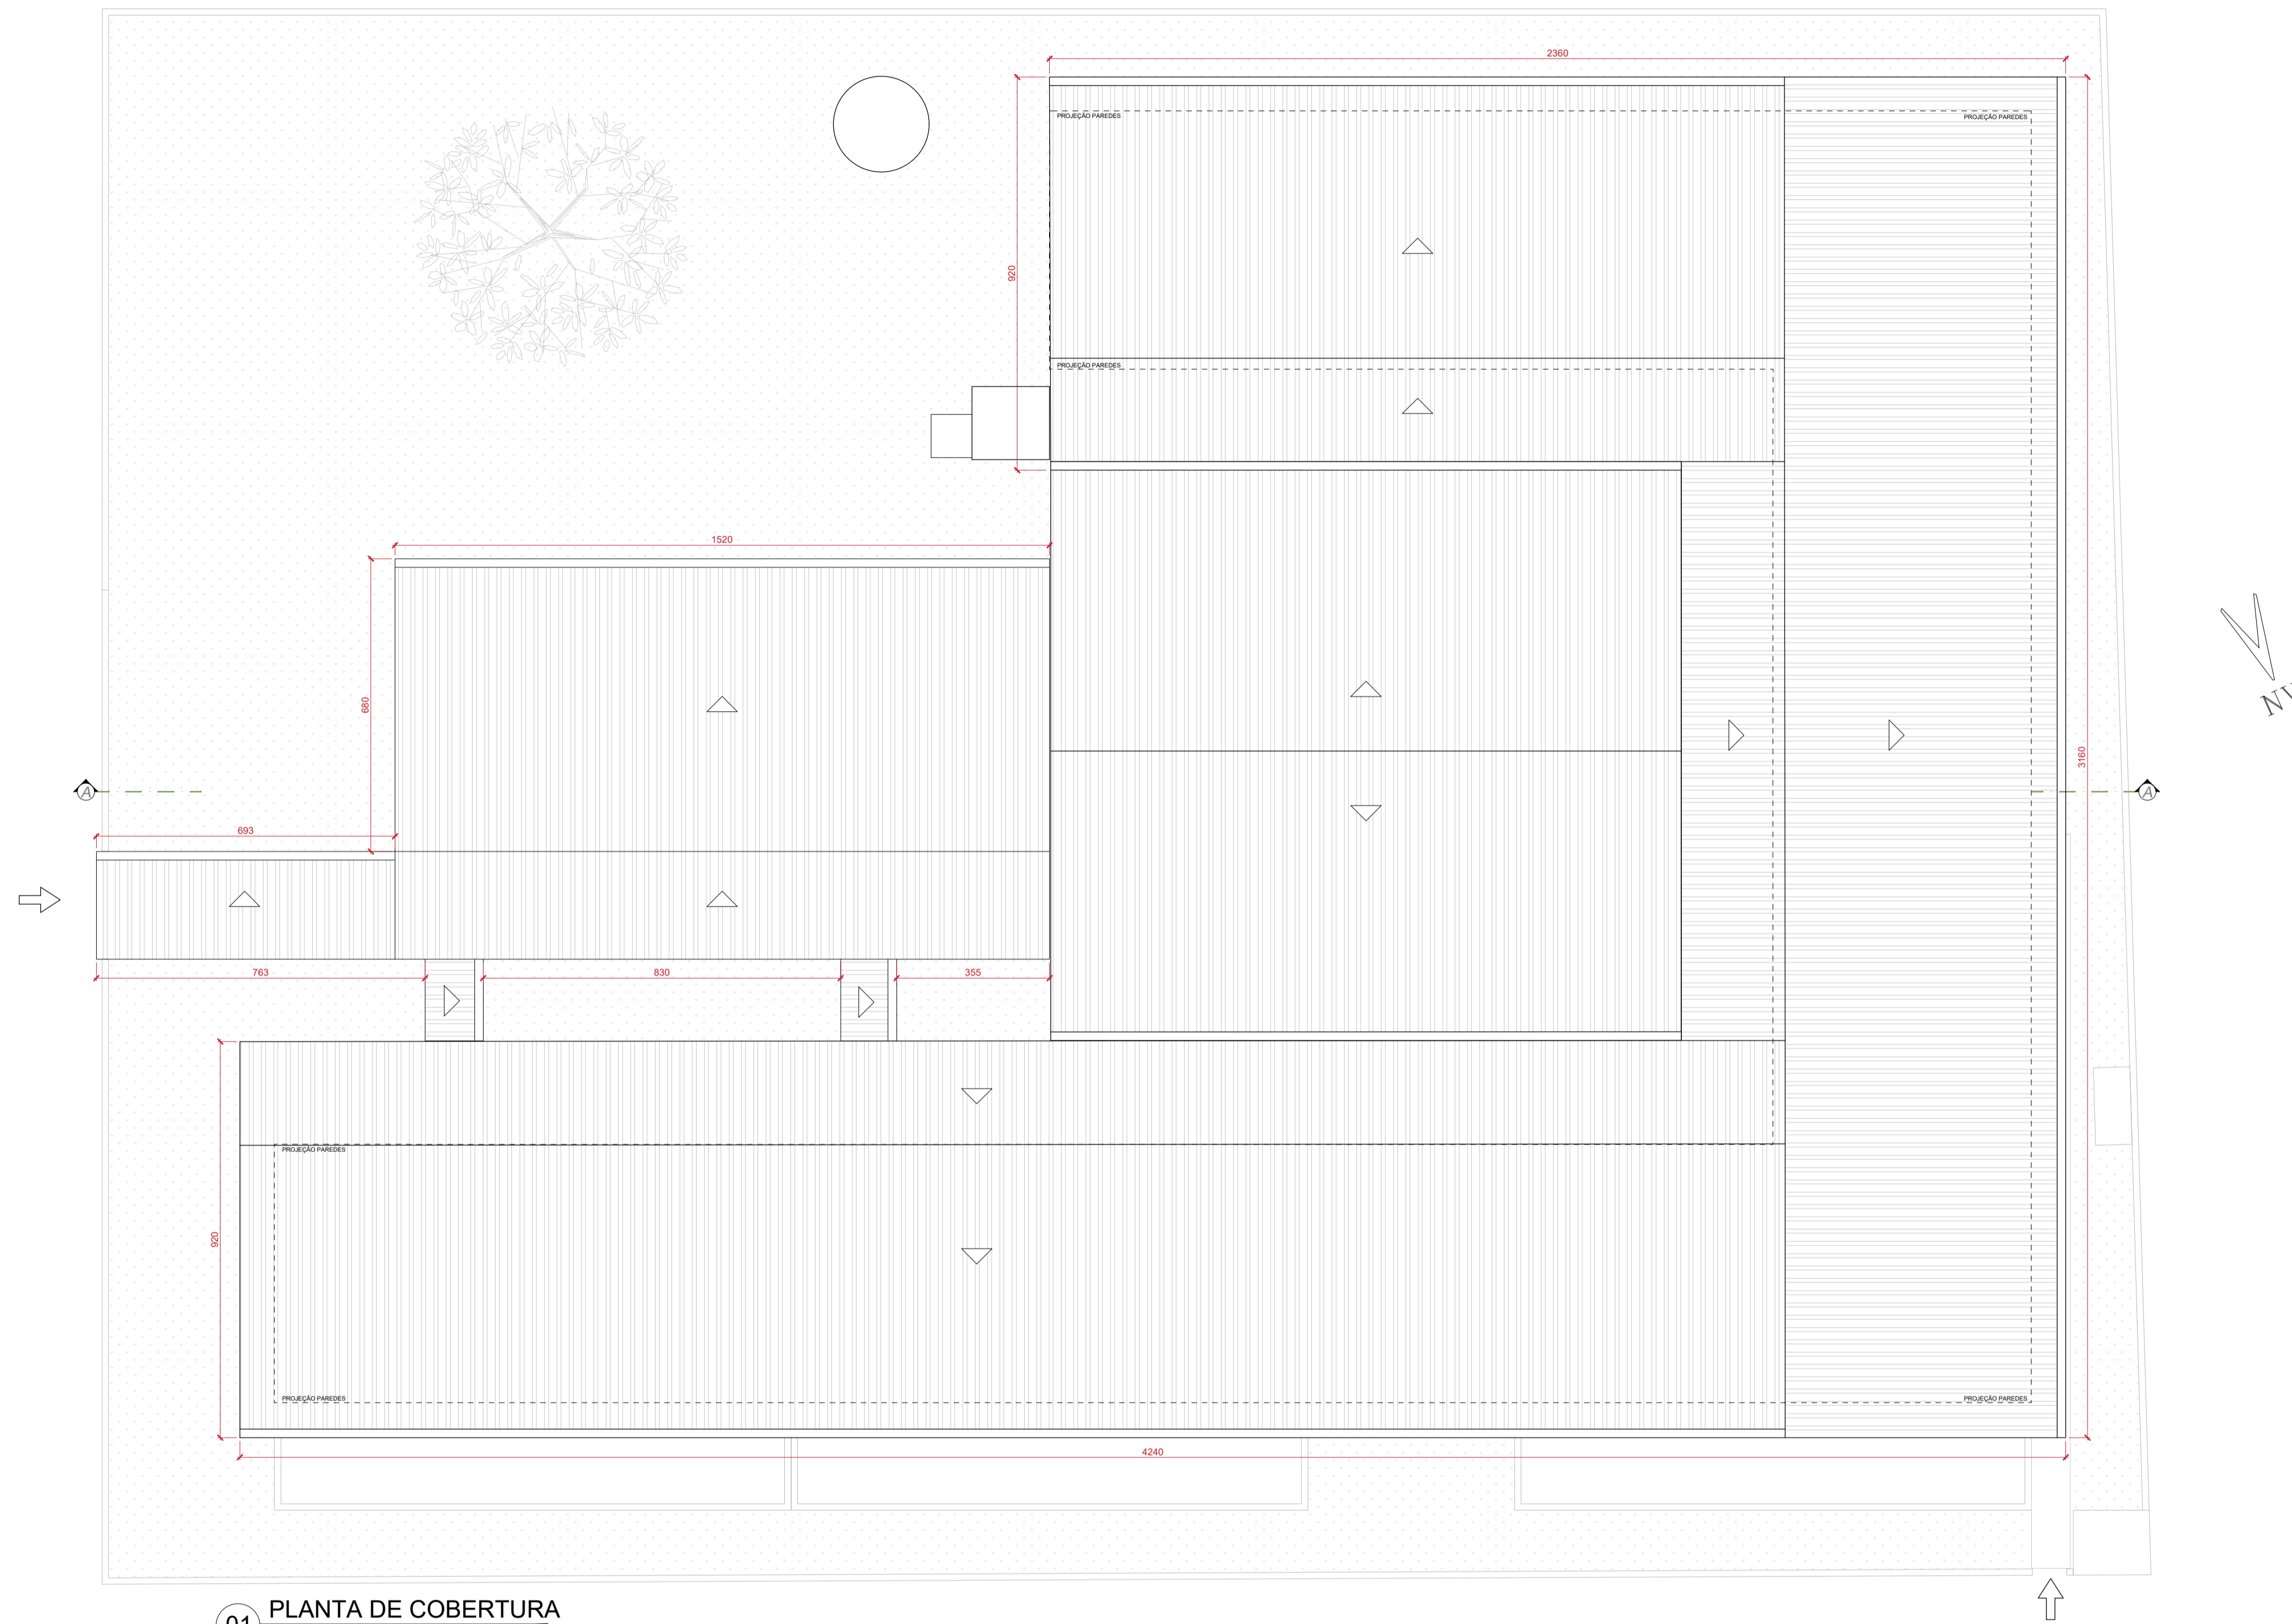 2360
PROJEÇÃO PAREDES
PROJEÇÃO PAREDES
920
PROJEÇÃO PAREDES
1520
680
3160
A
A
693
763
830
355
PROJEÇÃO PAREDES
920
PROJEÇÃO PAREDES
PROJEÇÃO PAREDES
4240
01
PLANTA DE COBERTURA